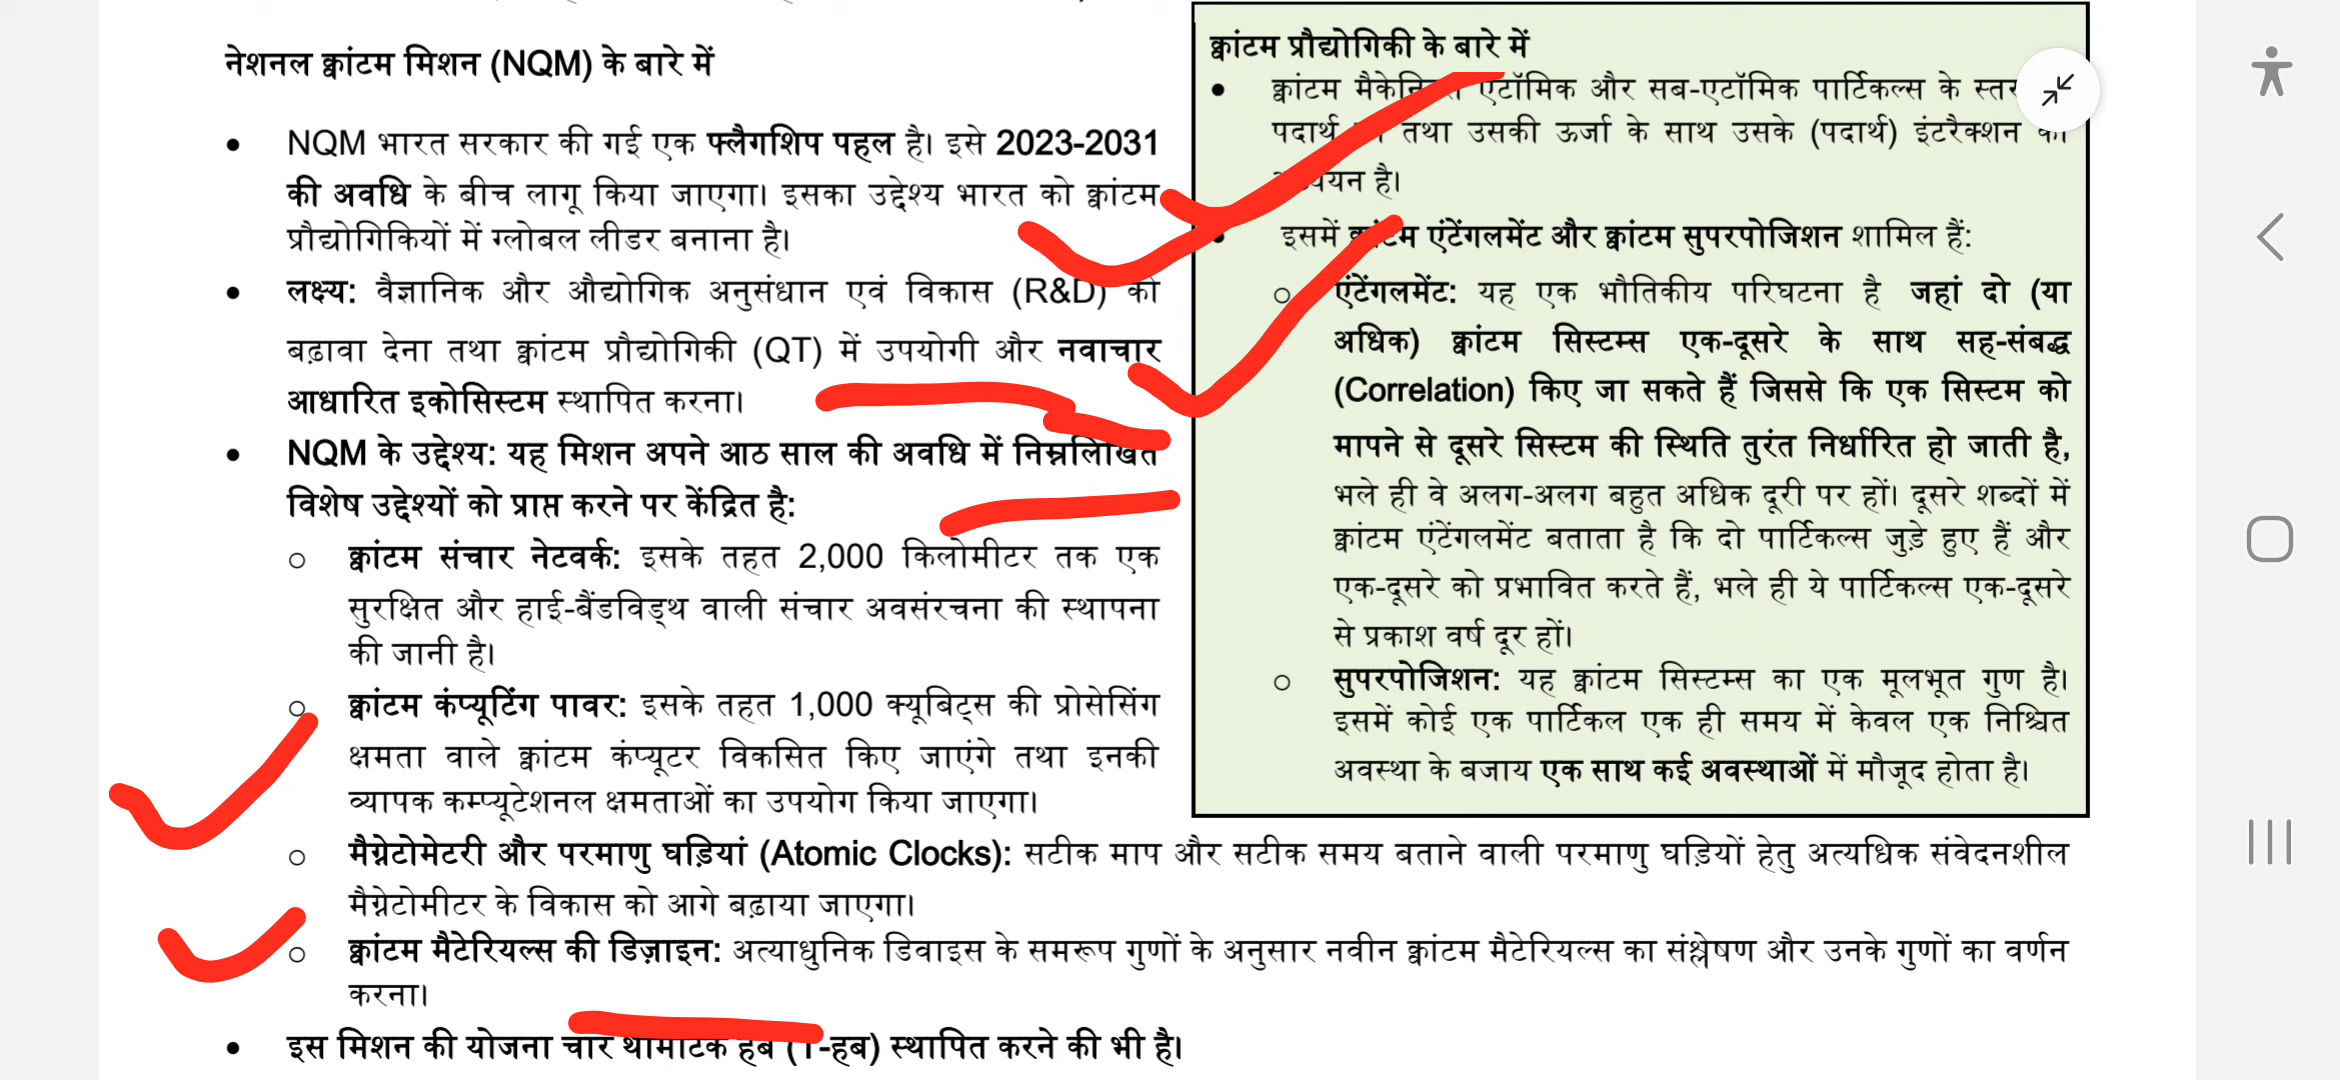 नेशनल क्वांटम मिशन (NQM) के बारे में
• NQM भारत सरकार की गई एक फ्लैगशिप पहल है। इसे 2023-2031
की अवधि के बीच लागू किया जाएगा। इसका उद्देश्य भारत को क्वांटम
प्रौद्योगिकियों में ग्लोबल लीडर बनाना है।
• लक्ष्य: वैज्ञानिक और औद्योगिक अनुसंधान एवं विकास (R&D) को
बढ़ावा देना तथा क्वांटम प्रौद्योगिकी (QT) में उपयोगी और नवाचार
आधारित इकोसिस्टम स्थापित करना।
• NQM के उद्देश्य: यह मिशन अपने आठ साल की अवधि में निम्नलिखित
विशेष उद्देश्यों को प्राप्त करने पर केंद्रित है:
○ क्वांटम संचार नेटवर्क: इसके तहत 2,000 किलोमीटर तक एक
सुरक्षित और हाई-बैंडविड्थ वाली संचार अवसंरचना की स्थापना
की जानी है।
○ क्वांटम कंप्यूटिंग पावर: इसके तहत 1,000 क्यूबिट्स की प्रोसेसिंग
क्षमता वाले क्वांटम कंप्यूटर विकसित किए जाएंगे तथा इनकी
व्यापक कम्प्यूटेशनल क्षमताओं का उपयोग किया जाएगा।
○ मैग्नेटोमेटरी और परमाणु घड़ियां (Atomic Clocks): सटीक माप और सटीक समय बताने वाली परमाणु घड़ियों हेतु अत्यधिक संवेदनशील
मैग्नेटोमीटर के विकास को आगे बढ़ाया जाएगा।
○ क्वांटम मैटेरियल्स की डिज़ाइन: अत्याधुनिक डिवाइस के समरूप गुणों के अनुसार नवीन क्वांटम मैटेरियल्स का संश्लेषण और उनके गुणों का वर्णन
करना।
• इस मिशन की योजना चार थीमैटिक हब (T-हब) स्थापित करने की भी है।
क्वांटम प्रौद्योगिकी के बारे में
• क्वांटम एटॉमिक और सब-एटॉमिक पार्टिकल्स के स्तर
पदार्थ तथा उसकी ऊर्जा के साथ उसके (पदार्थ) इंटरैक्शन का
है।
• इसमें क्वांटम एंटेंगलमेंट और क्वांटम सुपरपोजिशन शामिल हैं:
○ एंटेंगलमेंट: यह एक भौतिकीय परिघटना है जहां दो (या
अधिक) क्वांटम सिस्टम्स एक-दूसरे के साथ सह-संबद्ध
(Correlation) किए जा सकते हैं जिससे कि एक सिस्टम को
मापने से दूसरे सिस्टम की स्थिति तुरंत निर्धारित हो जाती है,
भले ही वे अलग-अलग बहुत अधिक दूरी पर हों। दूसरे शब्दों में
क्वांटम एंटेंगलमेंट बताता है कि दो पार्टिकल्स जुड़े हुए हैं और
एक-दूसरे को प्रभावित करते हैं, भले ही ये पार्टिकल्स एक-दूसरे
से प्रकाश वर्ष दूर हों।
○ सुपरपोजिशन: यह क्वांटम सिस्टम्स का एक मूलभूत गुण है।
इसमें कोई एक पार्टिकल एक ही समय में केवल एक निश्चित
अवस्था के बजाय एक साथ कई अवस्थाओं में मौजूद होता है।